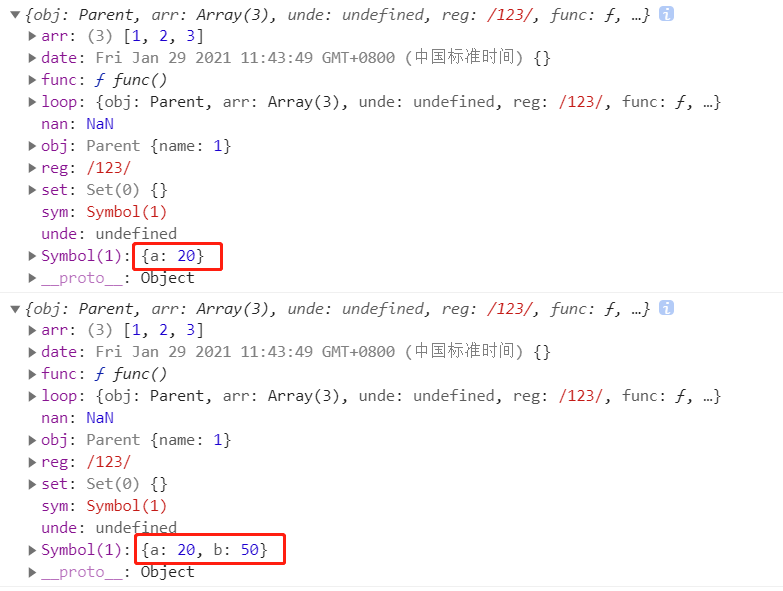 ▼{obj: Parent, arr: Array(3), unde: undefined, reg: /123/, func: ƒ, …} i
▶arr: (3) [1, 2, 3]
▶date: Fri Jan 29 2021 11:43:49 GMT+0800 (中国标准时间) {}
▶func: ƒ func()
▶loop: {obj: Parent, arr: Array(3), unde: undefined, reg: /123/, func: ƒ, …}
nan: NaN
▶obj: Parent {name: 1}
▶reg: /123/
▶set: Set(0) {}
sym: Symbol(1)
unde: undefined
▶Symbol(1): {a: 20}
▶__proto__: Object
▼{obj: Parent, arr: Array(3), unde: undefined, reg: /123/, func: ƒ, …} i
▶arr: (3) [1, 2, 3]
▶date: Fri Jan 29 2021 11:43:49 GMT+0800 (中国标准时间) {}
▶func: ƒ func()
▶loop: {obj: Parent, arr: Array(3), unde: undefined, reg: /123/, func: ƒ, …}
nan: NaN
▶obj: Parent {name: 1}
▶reg: /123/
▶set: Set(0) {}
sym: Symbol(1)
unde: undefined
▶Symbol(1): {a: 20, b: 50}
▶__proto__: Object